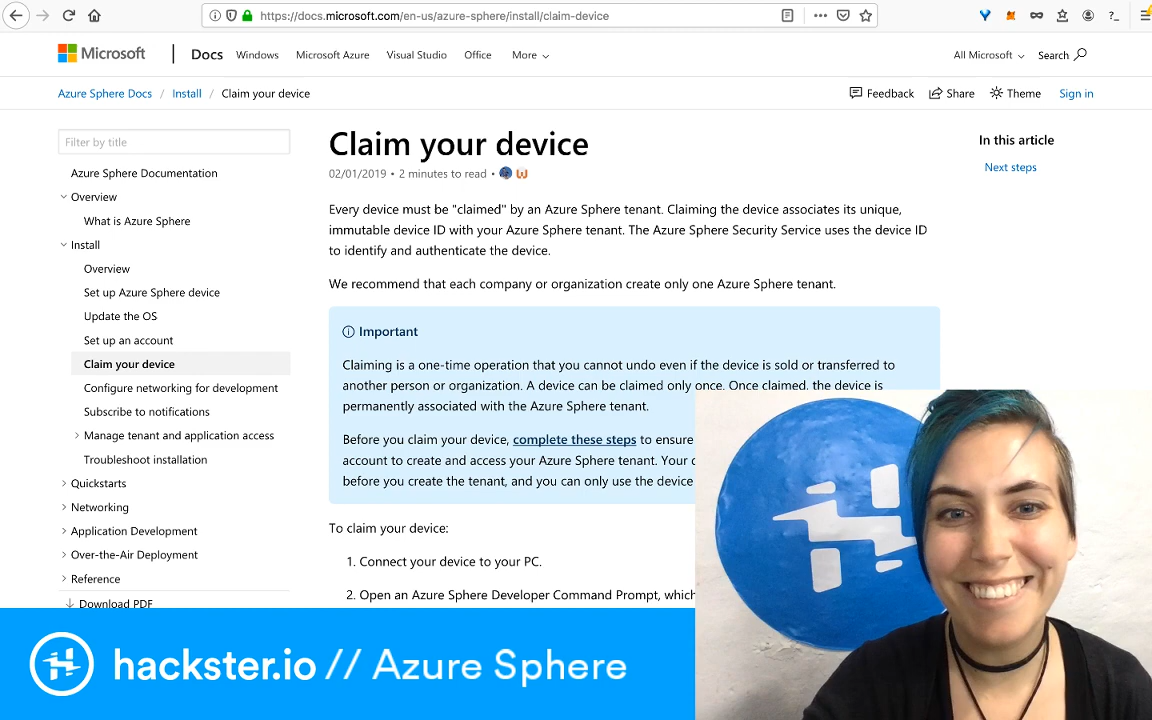 https://docs.microsoft.com/en-us/azure-sphere/install/claim-device
Microsoft
Docs
Windows
Microsoft Azure
Visual Studio
Office
More
All Microsoft
Search
Azure Sphere Docs / Install / Claim your device
Feedback
Share
Theme
Sign in
Filter by title
Azure Sphere Documentation
Overview
What is Azure Sphere
Install
Overview
Set up Azure Sphere device
Update the OS
Set up an account
Claim your device
Configure networking for development
Subscribe to notifications
Manage tenant and application access
Troubleshoot installation
Quickstarts
Networking
Application Development
Over-the-Air Deployment
Reference
Download PDF
Claim your device
02/01/2019 • 2 minutes to read •
Every device must be "claimed" by an Azure Sphere tenant. Claiming the device associates its unique,
immutable device ID with your Azure Sphere tenant. The Azure Sphere Security Service uses the device ID
to identify and authenticate the device.
We recommend that each company or organization create only one Azure Sphere tenant.
Important
Claiming is a one-time operation that you cannot undo even if the device is sold or transferred to
another person or organization. A device can be claimed only once. Once claimed, the device is
permanently associated with the Azure Sphere tenant.
Before you claim your device, complete these steps to ensure
account to create and access your Azure Sphere tenant. Your
before you create the tenant, and you can only use the device
To claim your device:
1. Connect your device to your PC.
2. Open an Azure Sphere Developer Command Prompt, which
In this article
Next steps
hackster.io // Azure Sphere